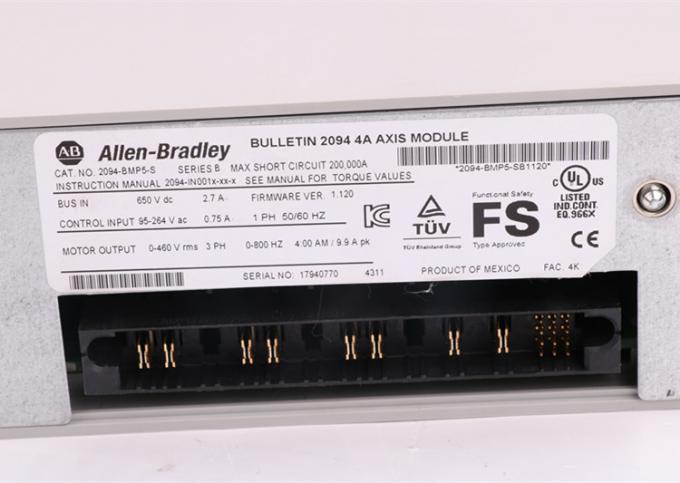 AB Allen-Bradley BULLETIN 2094 4A AXIS MODULE
CAT. NO. 2094-BMP5-S SERIES B MAX SHORT CIRCUIT 200,000A
*2094-BMP5-SB1120*
INSTRUCTION MANUAL 2094-IN001x-xx-x SEE MANUAL FOR TORQUE VALUES
BUS IN 650 V dc 2.7 A FIRMWARE VER. 1.120
CONTROL INPUT 95-264 V ac 0.75 A 1 PH 50/60 HZ
MOTOR OUTPUT 0-460 V rms 3 PH 0-800 HZ 4:00 AM / 9.9 A pk
SERIAL NO: 17940770 4311
TÜV
TÜV Rheinland Group
Functional Safety
FS
Type Approved
C UL US
LISTED
IND.CONT.
EQ.966X
PRODUCT OF MEXICO FAC. 4K